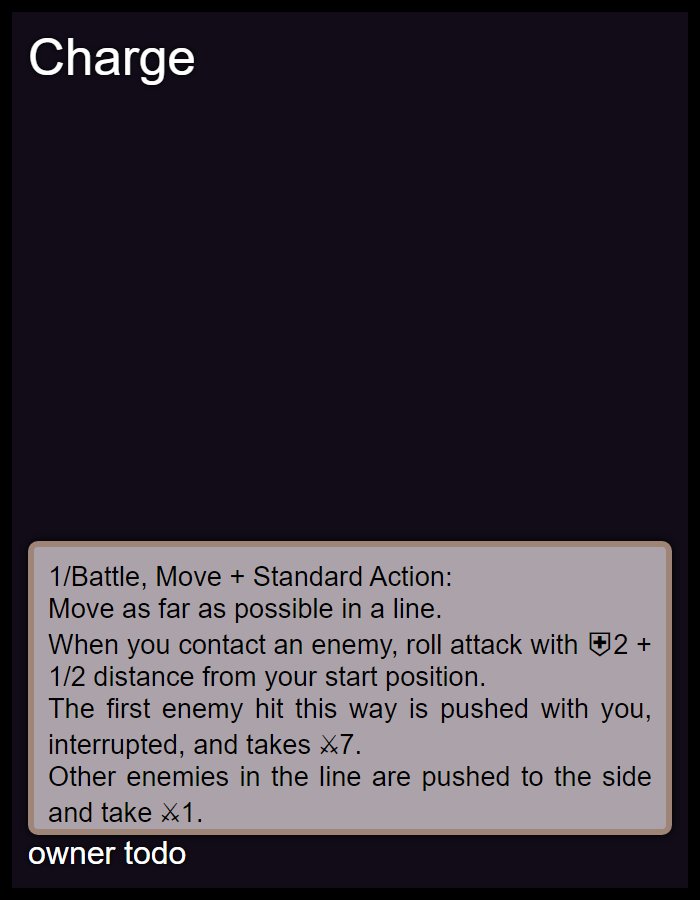 Charge
1/Battle, Move + Standard Action:
Move as far as possible in a line.
When you contact an enemy, roll attack with ⛨2 +
1/2 distance from your start position.
The first enemy hit this way is pushed with you,
interrupted, and takes ⚔7.
Other enemies in the line are pushed to the side
and take ⚔1.
owner todo